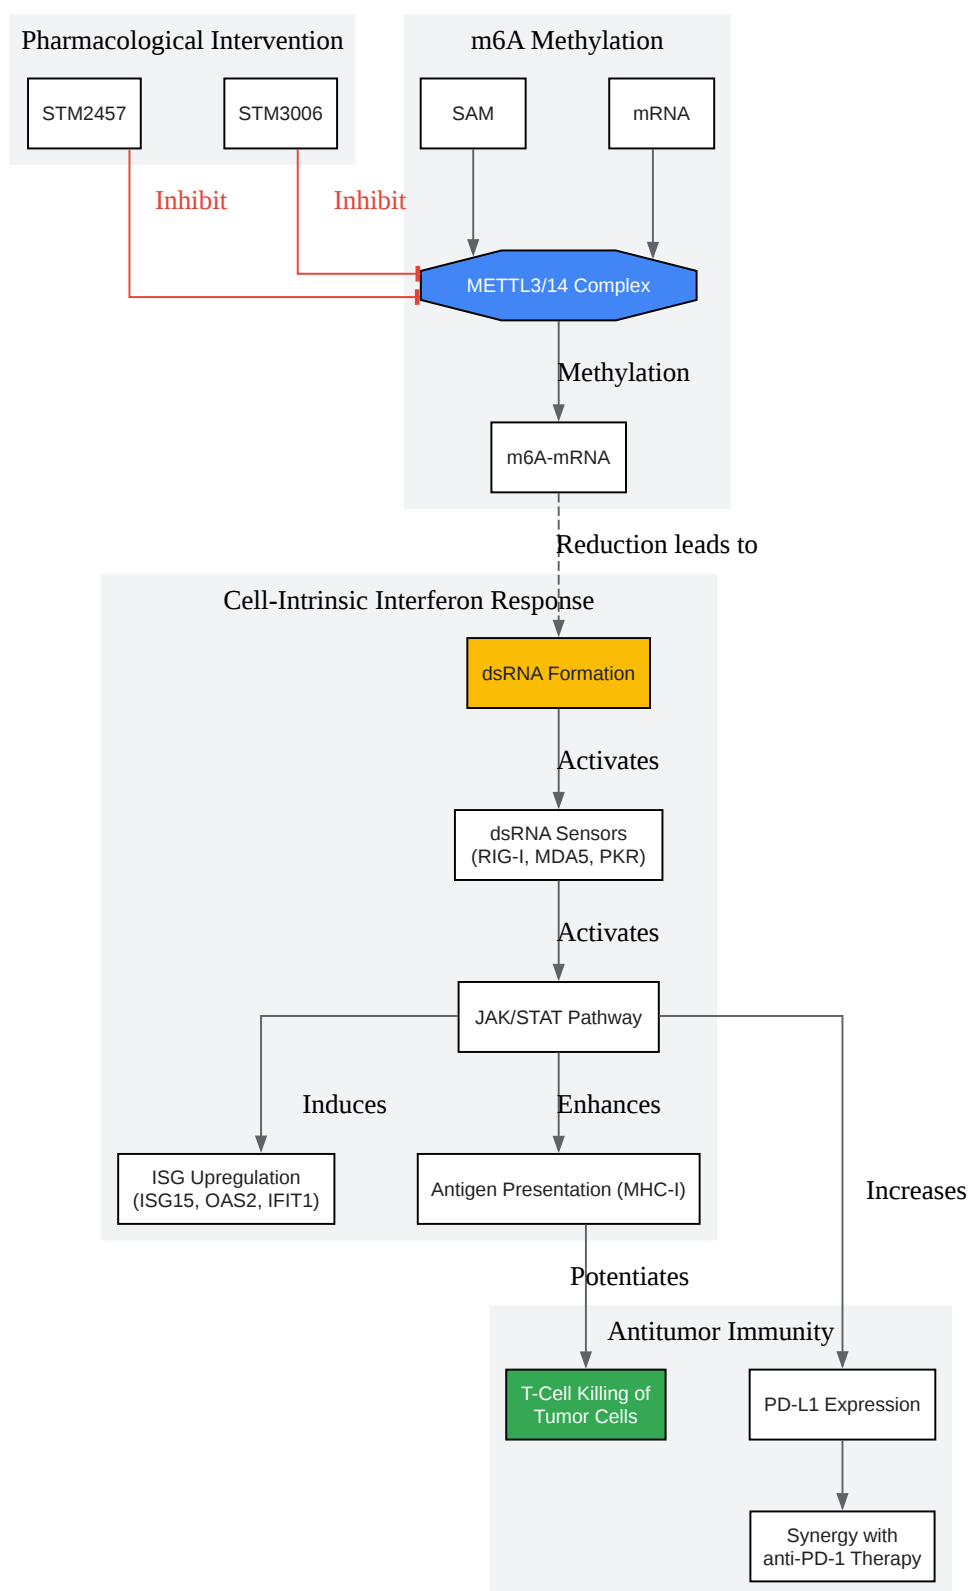 Pharmacological Intervention
m6A Methylation
STM2457
STM3006
SAM
mRNA
Inhibit
Inhibit
METTL3/14 Complex
Methylation
m6A-mRNA
Reduction leads to
Cell-Intrinsic Interferon Response
dsRNA Formation
Activates
dsRNA Sensors
(RIG-I, MDA5, PKR)
Activates
JAK/STAT Pathway
Induces
Enhances
ISG Upregulation
(ISG15, OAS2, IFIT1)
Antigen Presentation (MHC-I)
Increases
Potentiates
Antitumor Immunity
T-Cell Killing of
Tumor Cells
PD-L1 Expression
Synergy with
anti-PD-1 Therapy